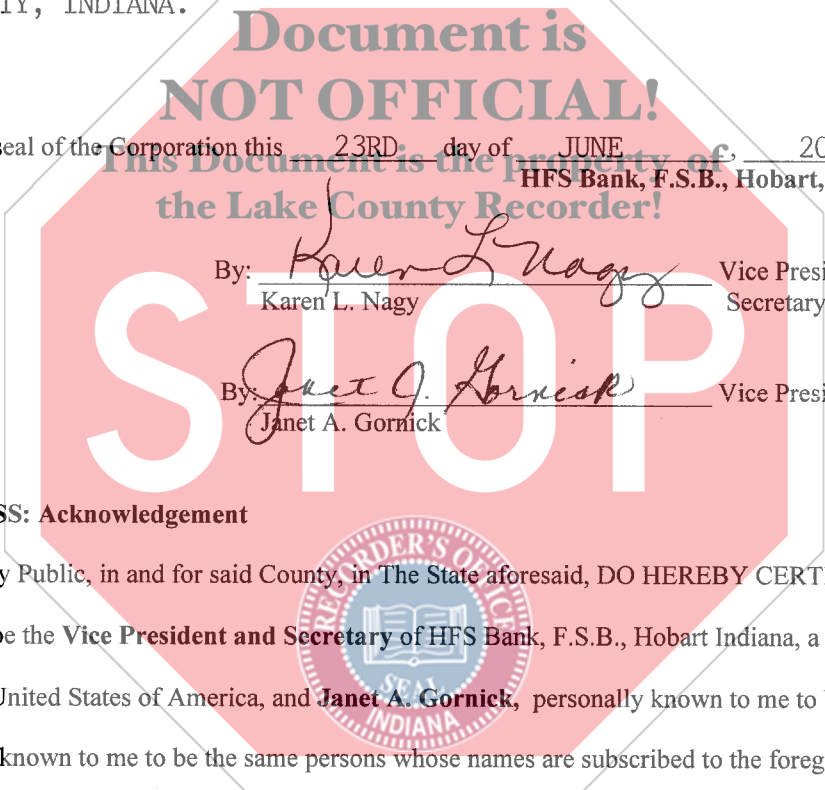 TY, INDIANA.
Document is
NOT OFFICIAL!
seal of the Corporation this 23RD day of JUNE, 20
This Document is the property of
HFS Bank, F.S.B., Hobart,
the Lake County Recorder!
By: Karen L Nagy Vice Presi
Karen L. Nagy Secretary
STOP
By: Janet A. Gornick Vice Presi
Janet A. Gornick
SS: Acknowledgement
y Public, in and for said County, in The State aforesaid, DO HEREBY CERT
be the Vice President and Secretary of HFS Bank, F.S.B., Hobart Indiana, a
United States of America, and Janet A. Gornick, personally known to me to
known to me to be the same persons whose names are subscribed to the foreg
RECORDER'S OFFICE
SEAL
INDIANA